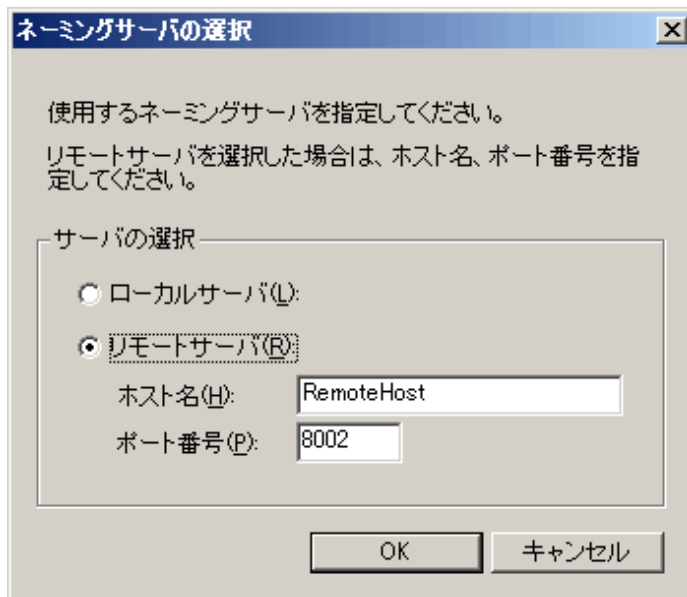 ネーミングサーバの選択
使用するネーミングサーバを指定してください。
リモートサーバを選択した場合は、ホスト名、ポート番号を指
定してください。
サーバの選択
ローカルサーバ(L):
リモートサーバ(R):
ホスト名(H):
RemoteHost
ポート番号(P):
8002
OK
キャンセル